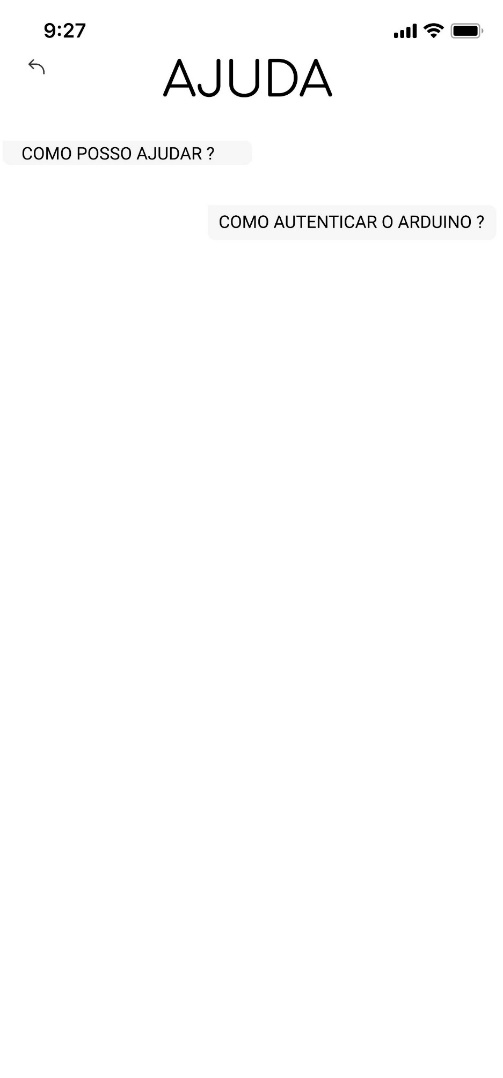 9:27
AJUDA
COMO POSSO AJUDAR ?
COMO AUTENTICAR O ARDUINO ?